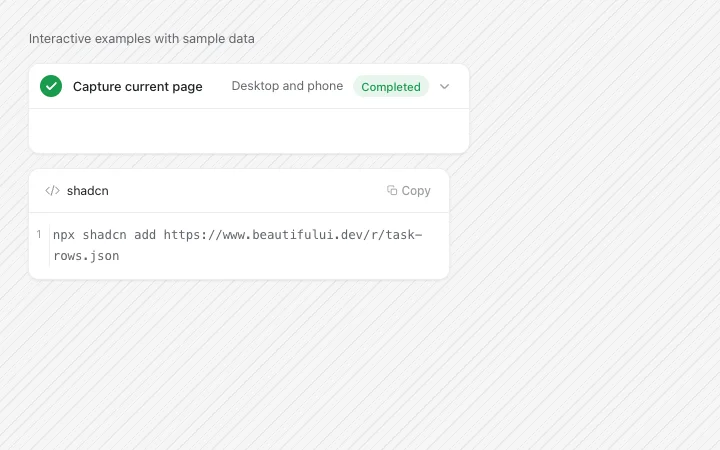 Interactive examples with sample data
Capture current page Desktop and phone Completed
</> shadcn Copy
1 npx shadcn add https://www.beautifului.dev/r/task-
rows.json